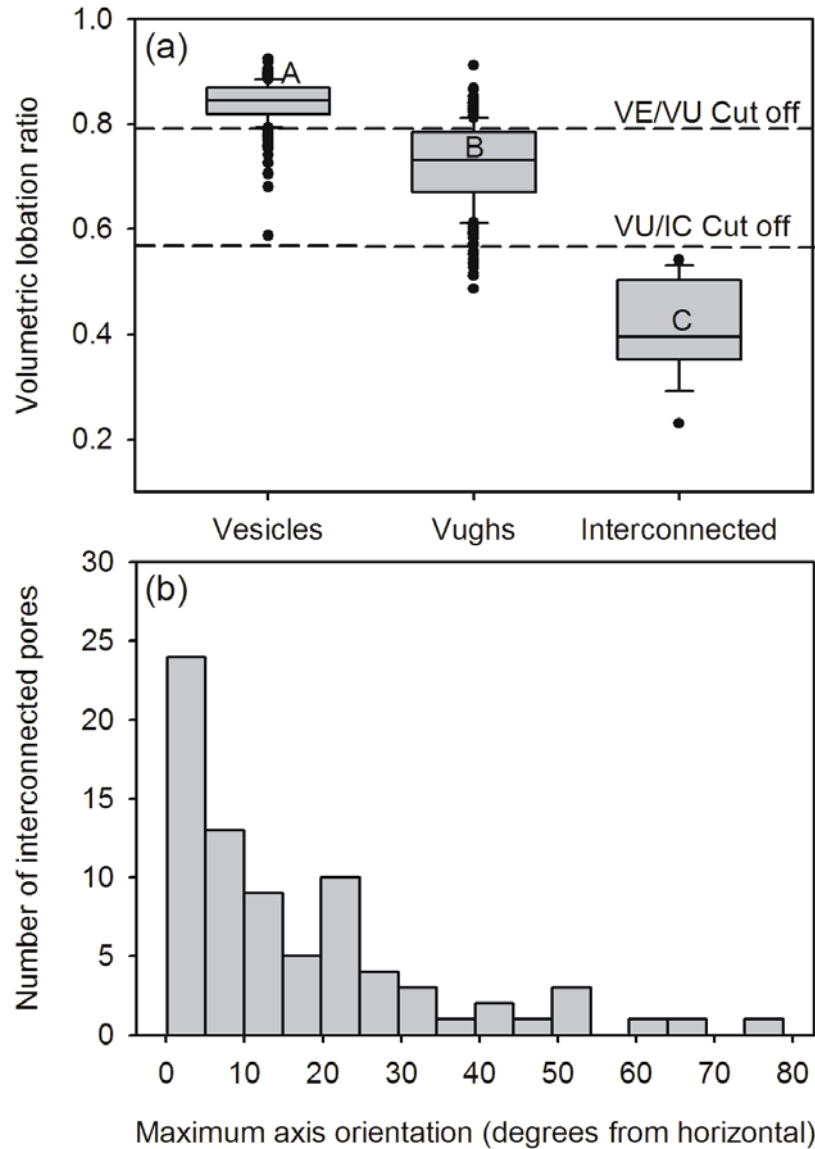 (a)
1.0
0.8
0.6
0.4
0.2
Volumetric lobation ratio
A
B
C
VE/VU Cut off
VU/IC Cut off
Vesicles Vughs Interconnected
(b)
30
25
20
15
10
5
0
Number of interconnected pores
0 10 20 30 40 50 60 70 80
Maximum axis orientation (degrees from horizontal)